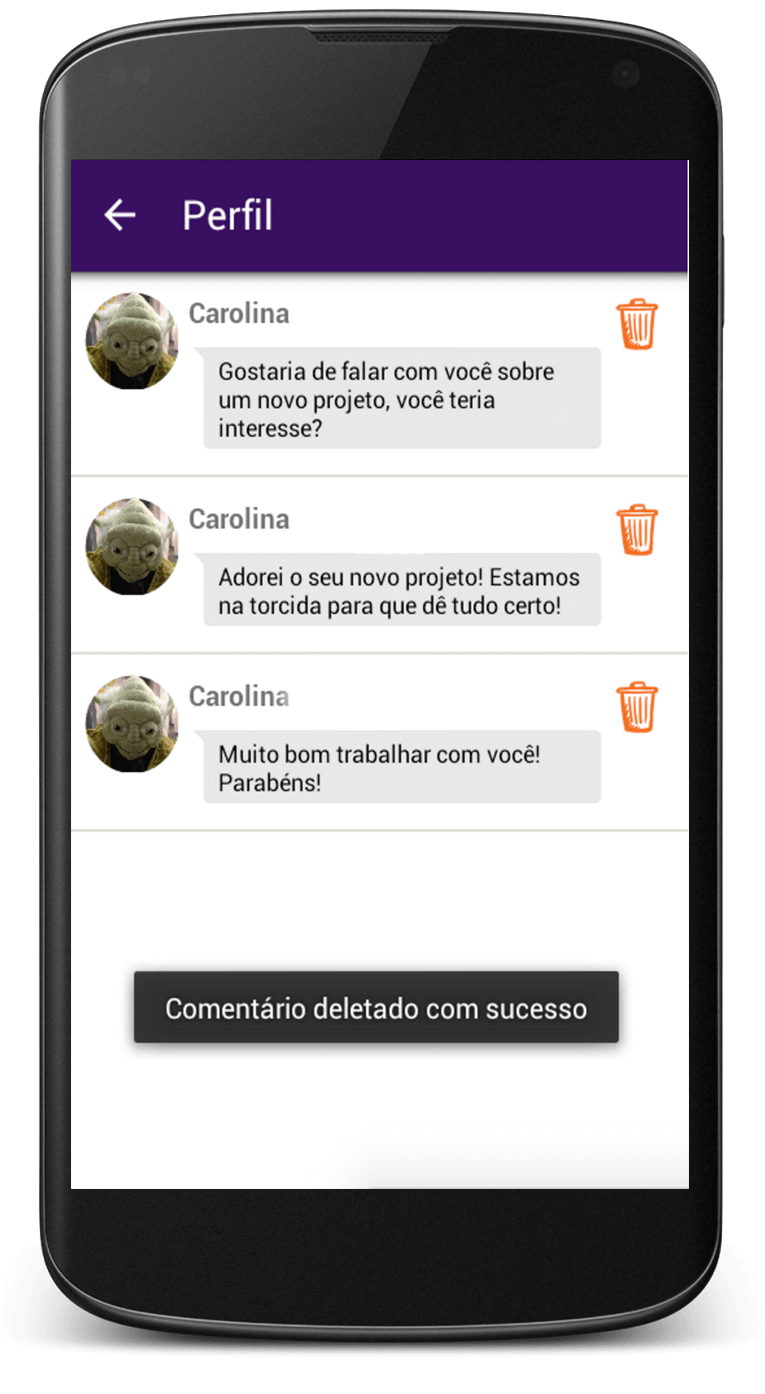 Perfil
Carolina
Gostaria de falar com você sobre
um novo projeto, você teria
interesse?
Carolina
Adorei o seu novo projeto! Estamos
na torcida para que dê tudo certo!
Carolina
Muito bom trabalhar com você!
Parabéns!
Comentário deletado com sucesso